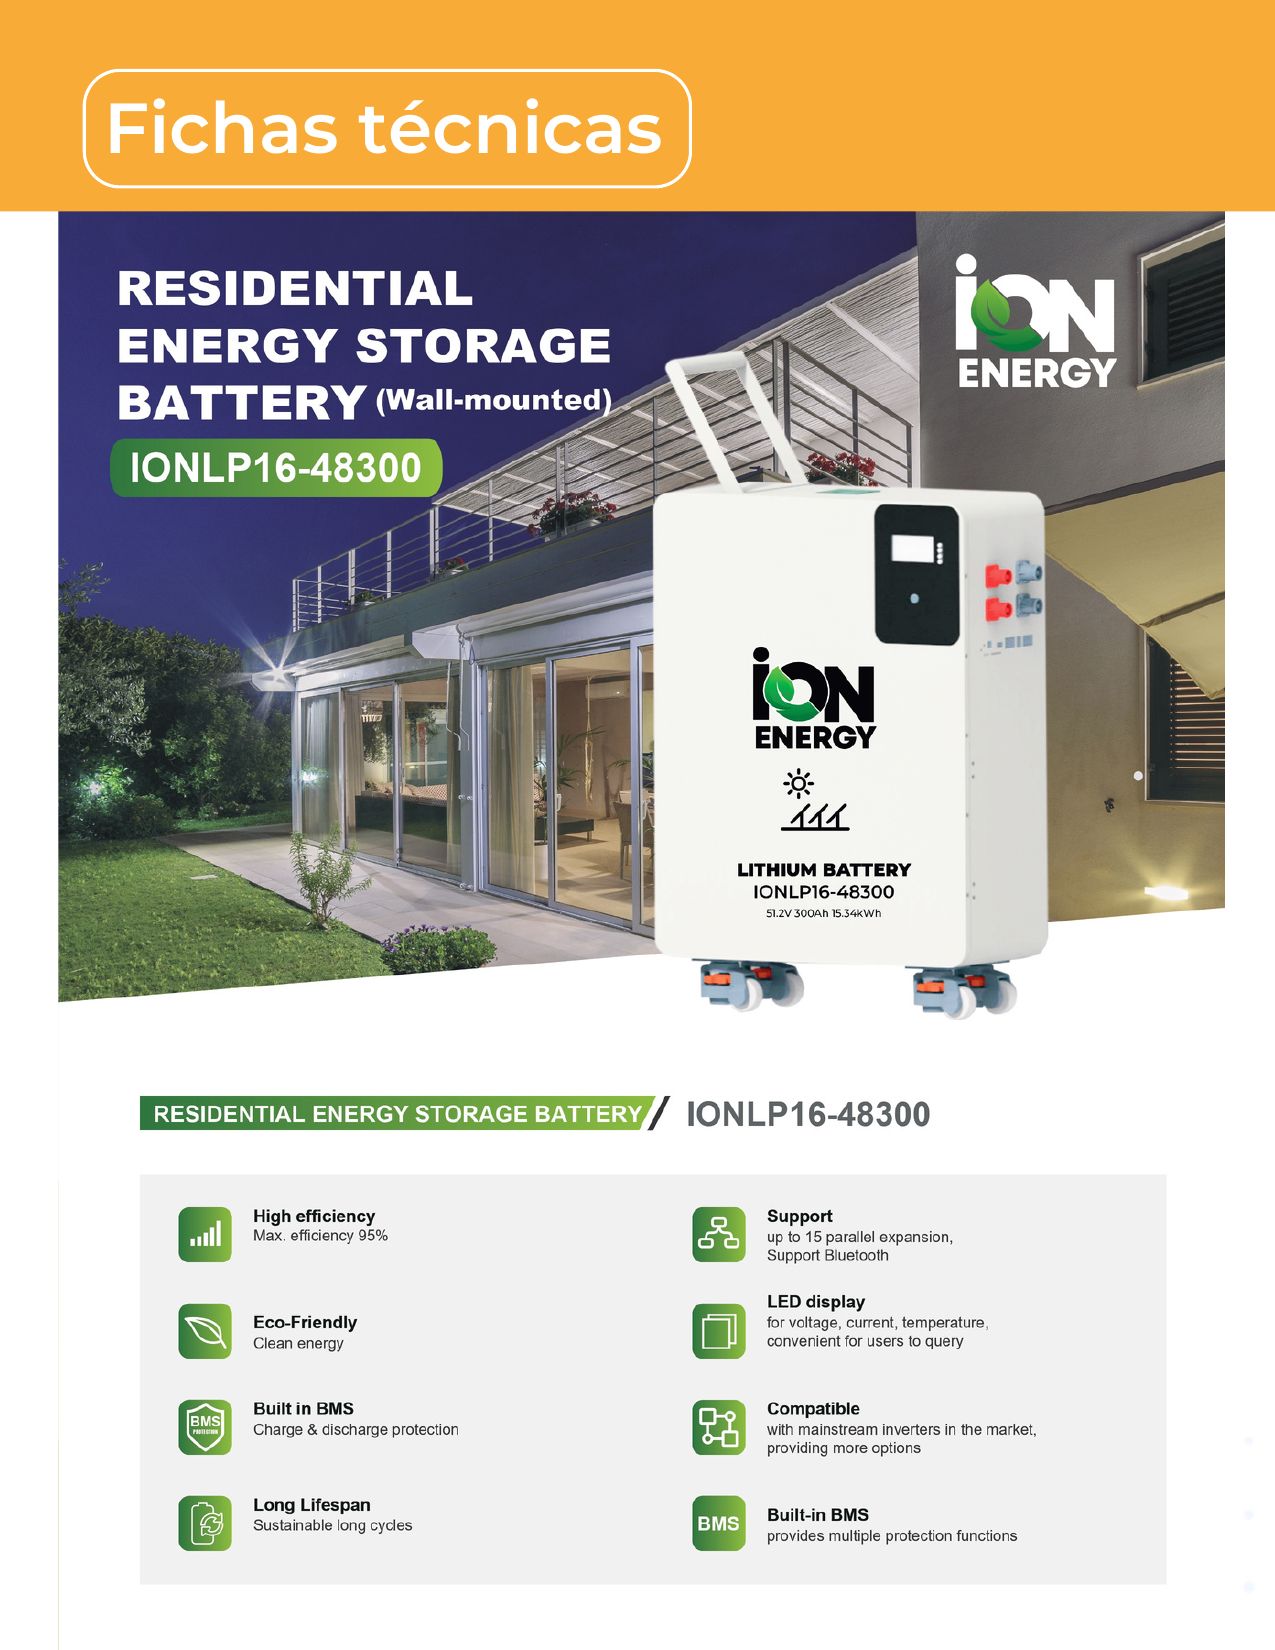 Fichas técnicas
RESIDENTIAL
ENERGY STORAGE
BATTERY (Wall-mounted)
IONLP16-48300
iON
ENERGY
iON
ENERGY
LITHIUM BATTERY
IONLP16-48300
51.2V 300Ah 15.34kWh
RESIDENTIAL ENERGY STORAGE BATTERY / IONLP16-48300
High efficiency
Max. efficiency 95%
Eco-Friendly
Clean energy
BMS
PROTECTION
Built in BMS
Charge & discharge protection
Long Lifespan
Sustainable long cycles
Support
up to 15 parallel expansion,
Support Bluetooth
LED display
for voltage, current, temperature,
convenient for users to query
Compatible
with mainstream inverters in the market,
providing more options
BMS
Built-in BMS
provides multiple protection functions